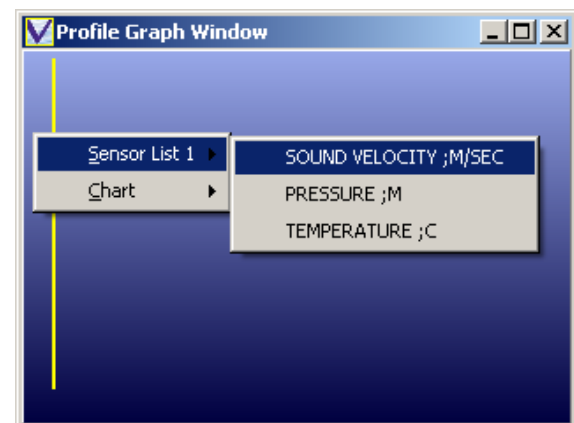 Profile Graph Window
Sensor List 1
SOUND VELOCITY ;M/SEC
Chart
PRESSURE ;M
TEMPERATURE ;C